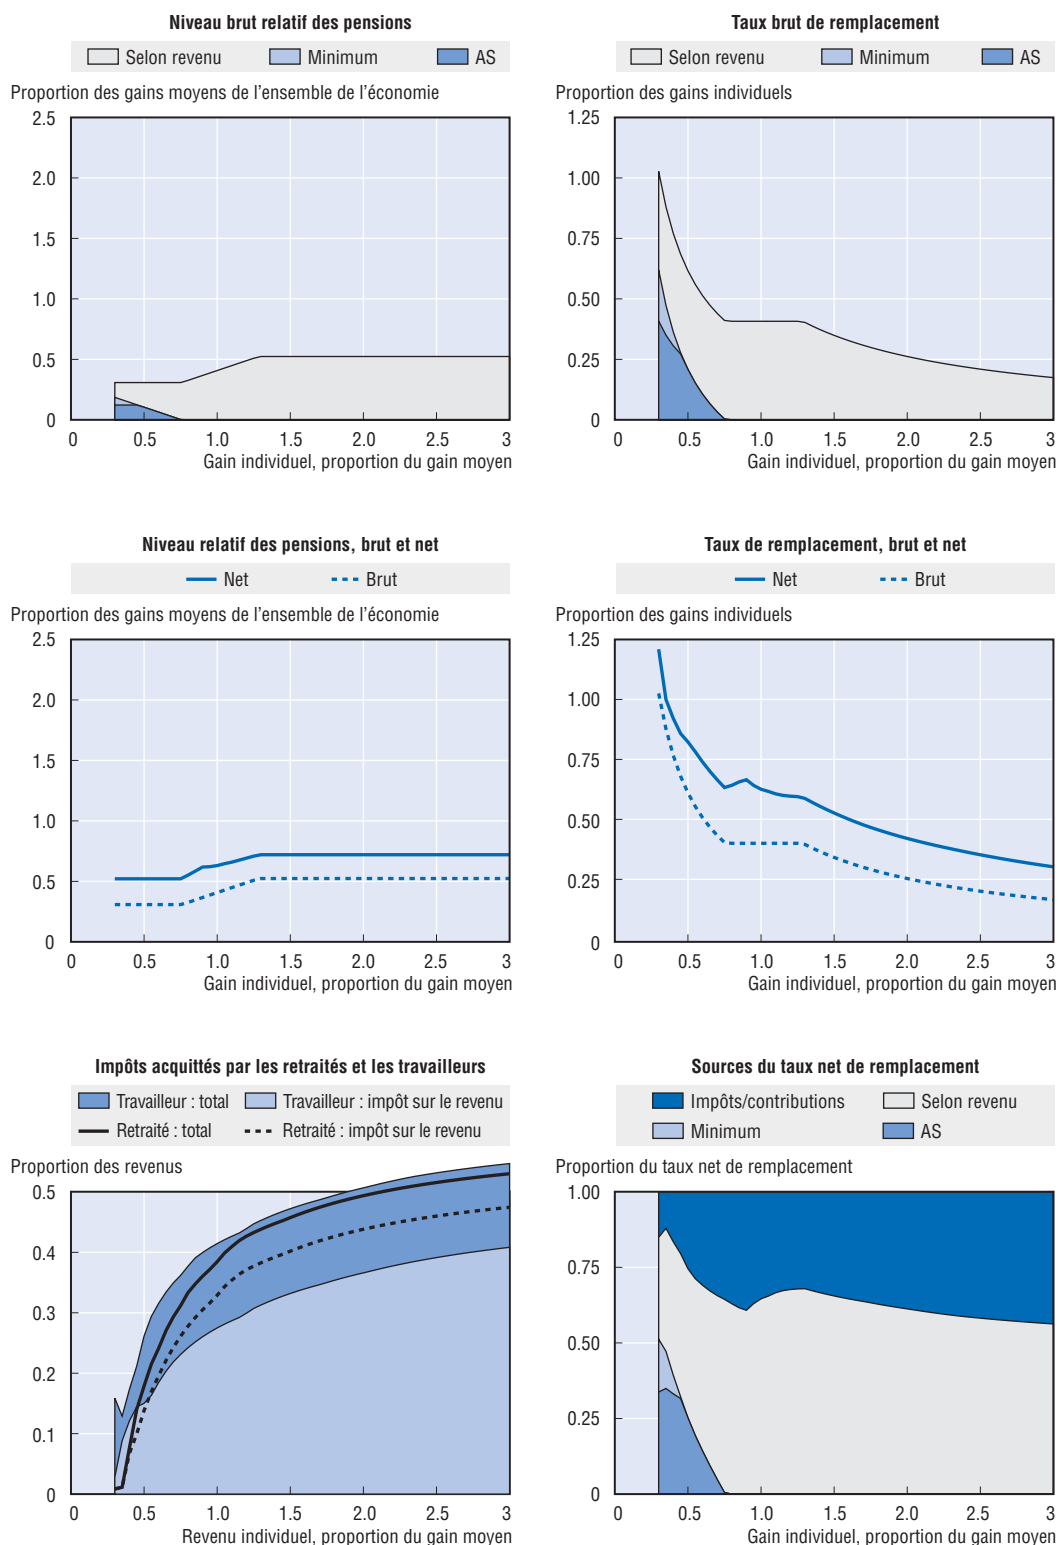 Niveau brut relatif des pensions
Selon revenu Minimum AS
Proportion des gains moyens de l'ensemble de l'économie
2.5
2.0
1.5
1.0
0.5
0
0 0.5 1.0 1.5 2.0 2.5 3
Gain individuel, proportion du gain moyen
Taux brut de remplacement
Selon revenu Minimum AS
Proportion des gains individuels
1.25
1.00
0.75
0.50
0.25
0
0 0.5 1.0 1.5 2.0 2.5 3
Gain individuel, proportion du gain moyen
Niveau relatif des pensions, brut et net
Net Brut
Proportion des gains moyens de l'ensemble de l'économie
2.5
2.0
1.5
1.0
0.5
0
0 0.5 1.0 1.5 2.0 2.5 3
Gain individuel, proportion du gain moyen
Taux de remplacement, brut et net
Net Brut
Proportion des gains individuels
1.25
1.00
0.75
0.50
0.25
0
0 0.5 1.0 1.5 2.0 2.5 3
Gain individuel, proportion du gain moyen
Impôts acquittés par les retraités et les travailleurs
Travailleur : total Travailleur : impôt sur le revenu
Retraité : total Retraité : impôt sur le revenu
Proportion des revenus
0.5
0.4
0.3
0.2
0.1
0
0 0.5 1.0 1.5 2.0 2.5 3
Revenu individuel, proportion du gain moyen
Sources du taux net de remplacement
Impôts/contributions Selon revenu
Minimum AS
Proportion du taux net de remplacement
1.00
0.75
0.50
0.25
0
0 0.5 1.0 1.5 2.0 2.5 3
Gain individuel, proportion du gain moyen